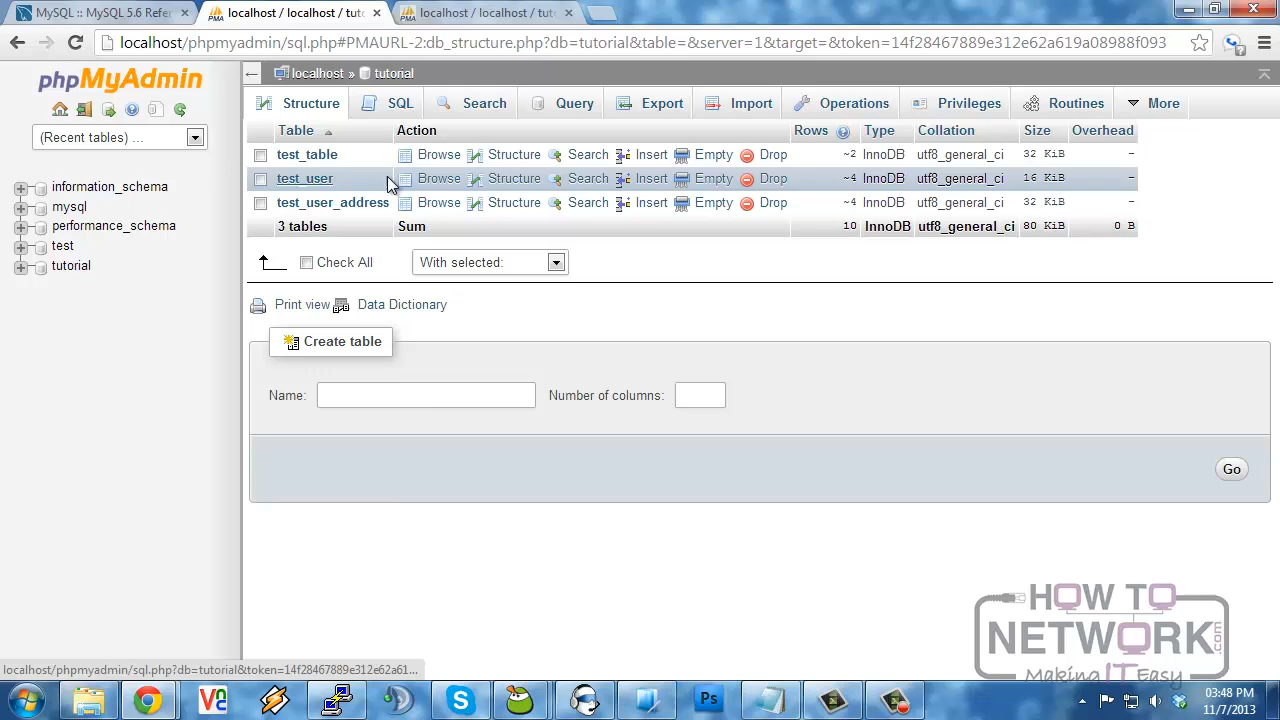 MySQL :: MySQL 5.6 Refer
localhost / localhost / tuto
localhost / localhost / tuto
localhost/phpmyadmin/sql.php#PMAURL-2:db_structure.php?db=tutorial&table=&server=1&target=&token=14f28467889e312e62a619a08988f093
phpMyAdmin
(Recent tables) ...
information_schema
mysql
performance_schema
test
tutorial
localhost » tutorial
Structure SQL Search Query Export Import Operations Privileges Routines More
Table Action Rows Type Collation Size Overhead
test_table Browse Structure Search Insert Empty Drop ~2 InnoDB utf8_general_ci 32 KiB -
test_user Browse Structure Search Insert Empty Drop ~4 InnoDB utf8_general_ci 16 KiB -
test_user_address Browse Structure Search Insert Empty Drop ~4 InnoDB utf8_general_ci 32 KiB -
3 tables Sum 10 InnoDB utf8_general_ci 80 KiB 0 B
Check All With selected:
Print view Data Dictionary
Create table
Name: Number of columns:
Go
HOW TO
NETWORK.com
Making IT Easy
localhost/phpmyadmin/sql.php?db=tutorial&token=14f28467889e312e62a61...
03:48 PM
11/7/2013